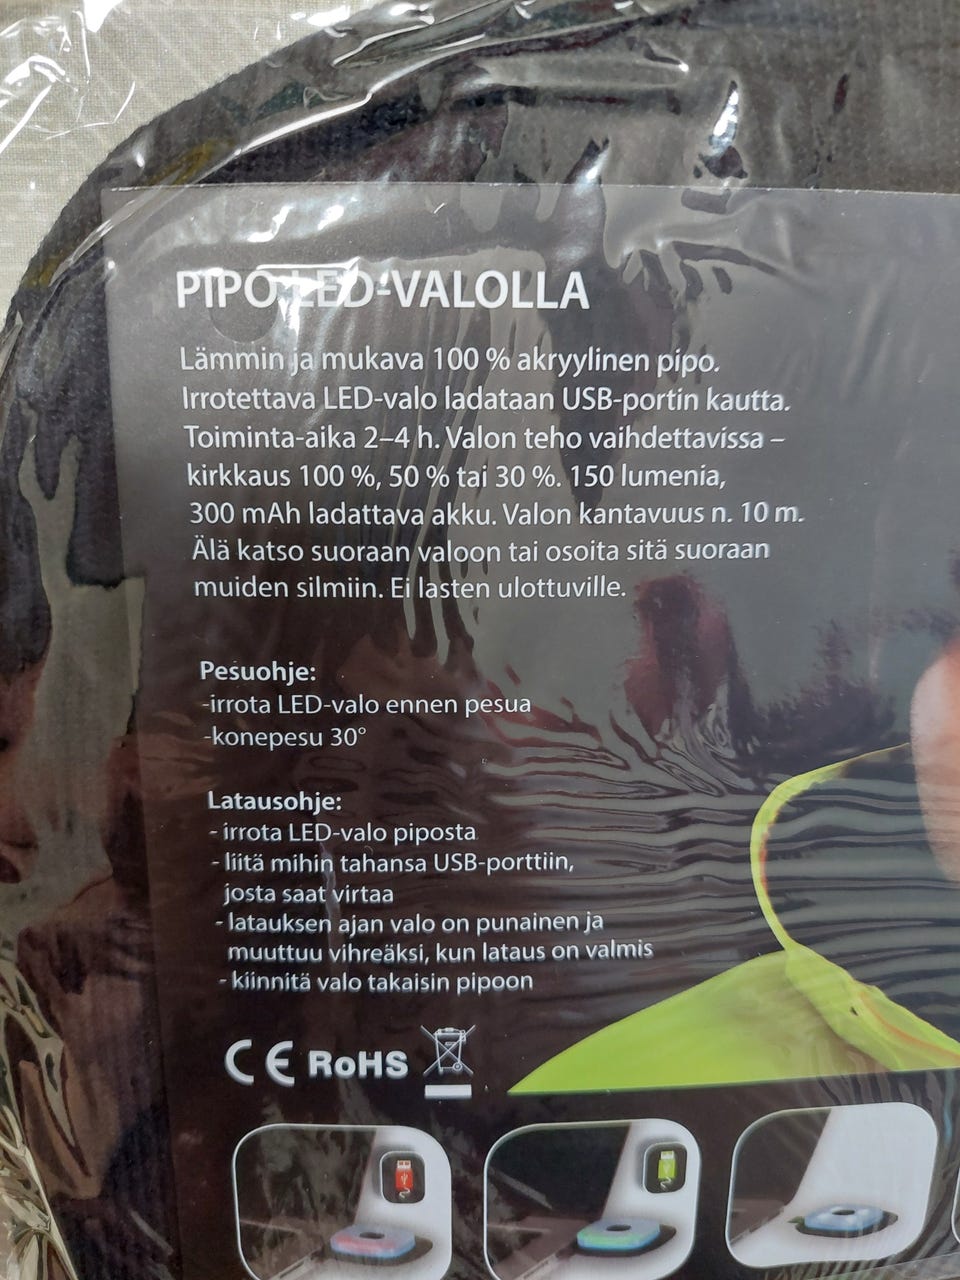 PIPO LED-VALOLLA
Lämmin ja mukava 100 % akryylinen pipo.
Irrotettava LED-valo ladataan USB-portin kautta.
Toiminta-aika 2–4 h. Valon teho vaihdettavissa –
kirkkaus 100 %, 50 % tai 30 %. 150 lumenia,
300 mAh ladattava akku. Valon kantavuus n. 10 m.
Älä katso suoraan valoon tai osoita sitä suoraan
muiden silmiin. Ei lasten ulottuville.
Pesuohje:
-irrota LED-valo ennen pesua
-konepesu 30°
Latausohje:
- irrota LED-valo piposta
- liitä mihin tahansa USB-porttiin,
josta saat virtaa
- latauksen ajan valo on punainen ja
muuttuu vihreäksi, kun lataus on valmis
- kiinnitä valo takaisin pipoon
CE RoHS